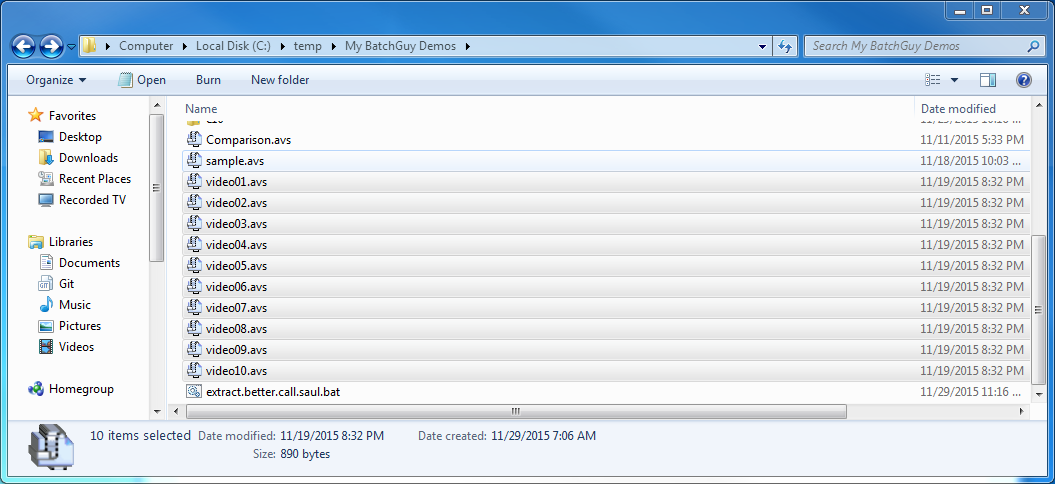 Computer Local Disk (C:) temp My BatchGuy Demos
Search My BatchGuy Demos
Organize Open Burn New folder
Favorites
Desktop
Downloads
Recent Places
Recorded TV
Libraries
Documents
Git
Music
Pictures
Videos
Homegroup
Name Date modified
Comparison.avs 11/11/2015 5:33 PM
sample.avs 11/18/2015 10:03 ...
video01.avs 11/19/2015 8:32 PM
video02.avs 11/19/2015 8:32 PM
video03.avs 11/19/2015 8:32 PM
video04.avs 11/19/2015 8:32 PM
video05.avs 11/19/2015 8:32 PM
video06.avs 11/19/2015 8:32 PM
video07.avs 11/19/2015 8:32 PM
video08.avs 11/19/2015 8:32 PM
video09.avs 11/19/2015 8:32 PM
video10.avs 11/19/2015 8:32 PM
extract.better.call.saul.bat 11/29/2015 11:16 ...
10 items selected Date modified: 11/19/2015 8:32 PM Date created: 11/29/2015 7:06 AM
Size: 890 bytes